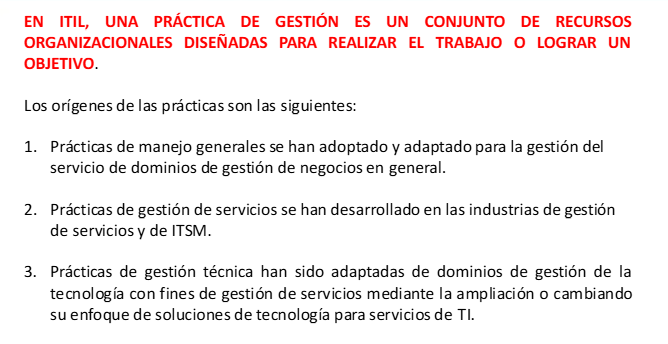 EN ITIL, UNA PRÁCTICA DE GESTIÓN ES UN CONJUNTO DE RECURSOS
ORGANIZACIONALES DISEÑADAS PARA REALIZAR EL TRABAJO O LOGRAR UN
OBJETIVO.
Los orígenes de las prácticas son las siguientes:
1. Prácticas de manejo generales se han adoptado y adaptado para la gestión del
servicio de dominios de gestión de negocios en general.
2. Prácticas de gestión de servicios se han desarrollado en las industrias de gestión
de servicios y de ITSM.
3. Prácticas de gestión técnica han sido adaptadas de dominios de gestión de la
tecnología con fines de gestión de servicios mediante la ampliación o cambiando
su enfoque de soluciones de tecnología para servicios de TI.